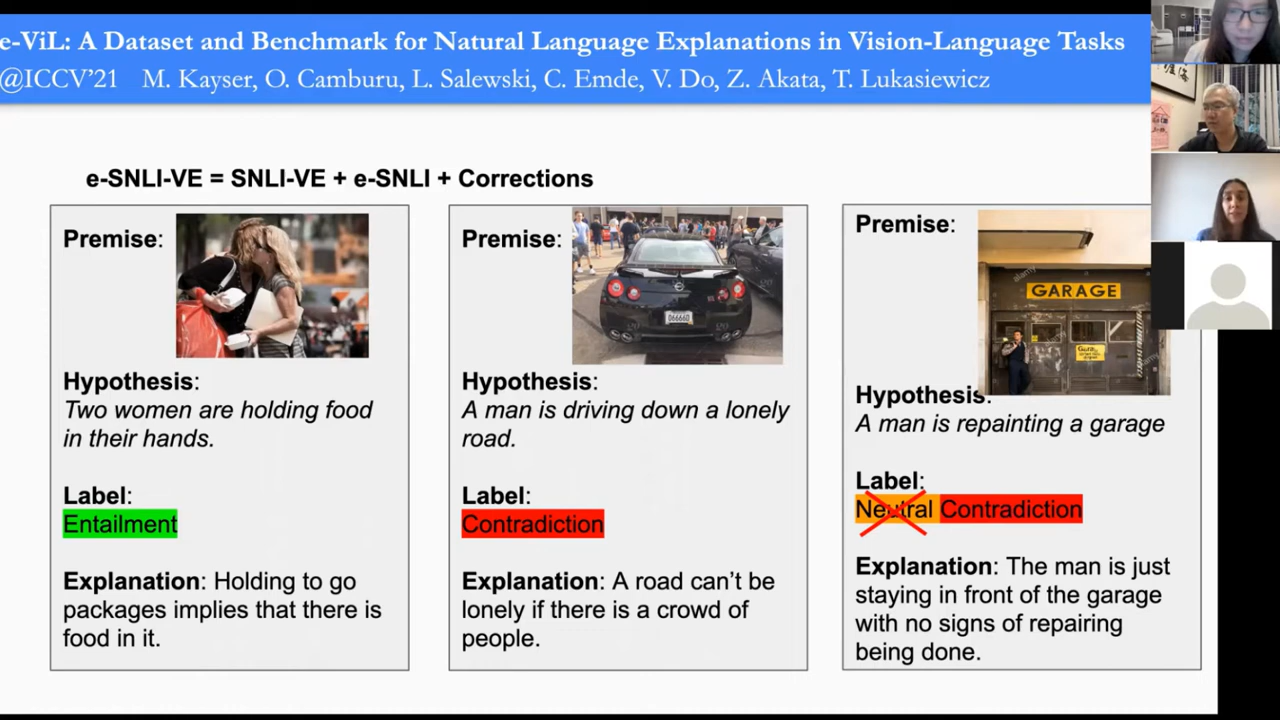 e-ViL: A Dataset and Benchmark for Natural Language Explanations in Vision-Language Tasks
@ICCV'21 M. Kayser, O. Camburu, L. Salewski, C. Emde, V. Do, Z. Akata, T. Lukasiewicz
e-SNLI-VE = SNLI-VE + e-SNLI + Corrections
Premise:
Hypothesis:
Two women are holding food
in their hands.
Label:
Entailment
Explanation: Holding to go
packages implies that there is
food in it.
Premise:
066660
Hypothesis:
A man is driving down a lonely
road.
Label:
Contradiction
Explanation: A road can't be
lonely if there is a crowd of
people.
Premise:
alamy
GARAGE
Hypothesis:
A man is repainting a garage
Label:
Neutral Contradiction
Explanation: The man is just
staying in front of the garage
with no signs of repairing
being done.